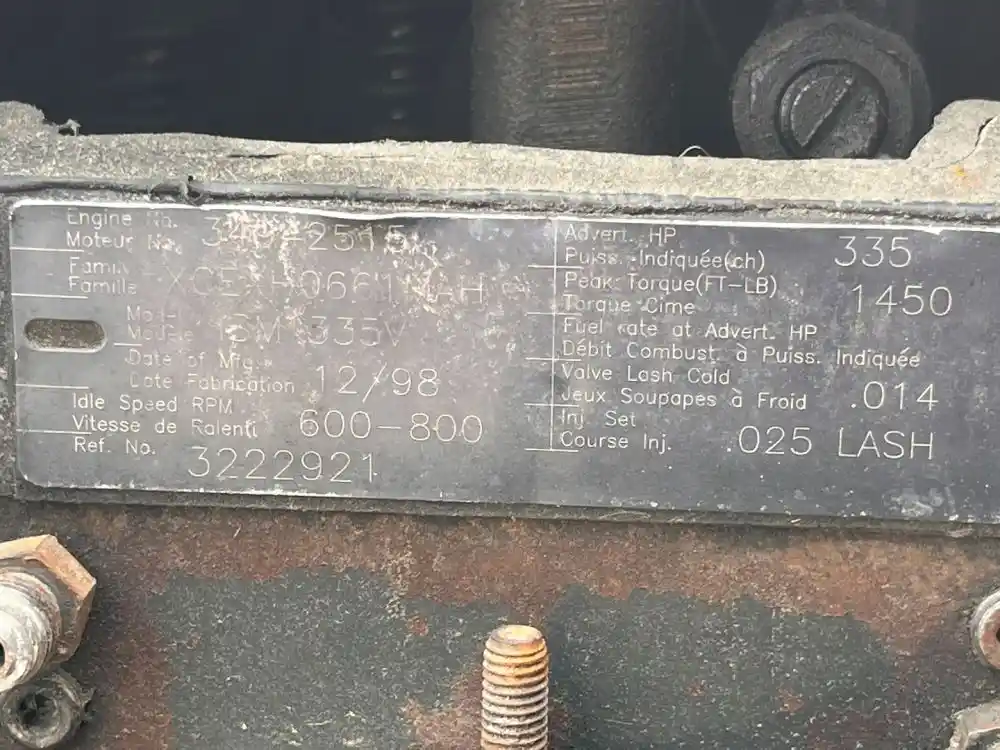 Engine No.
Moteur No.
Famille
335V
Date of Mfg.
Date Fabrication 12/98
Idle Speed RPM
Vitesse de Ralenti 600-800
Ref. No.
3222921
Advert. HP
Puiss. Indiquée(ch) 335
Peak Torque(FT-LB)
Torque Cime 1450
Fuel rate at Advert. HP
Débit Combust. à Puiss. Indiquée
Valve Lash Cold
Jeux Soupapes à Froid .014
Inj. Set
Course Inj. .025 LASH